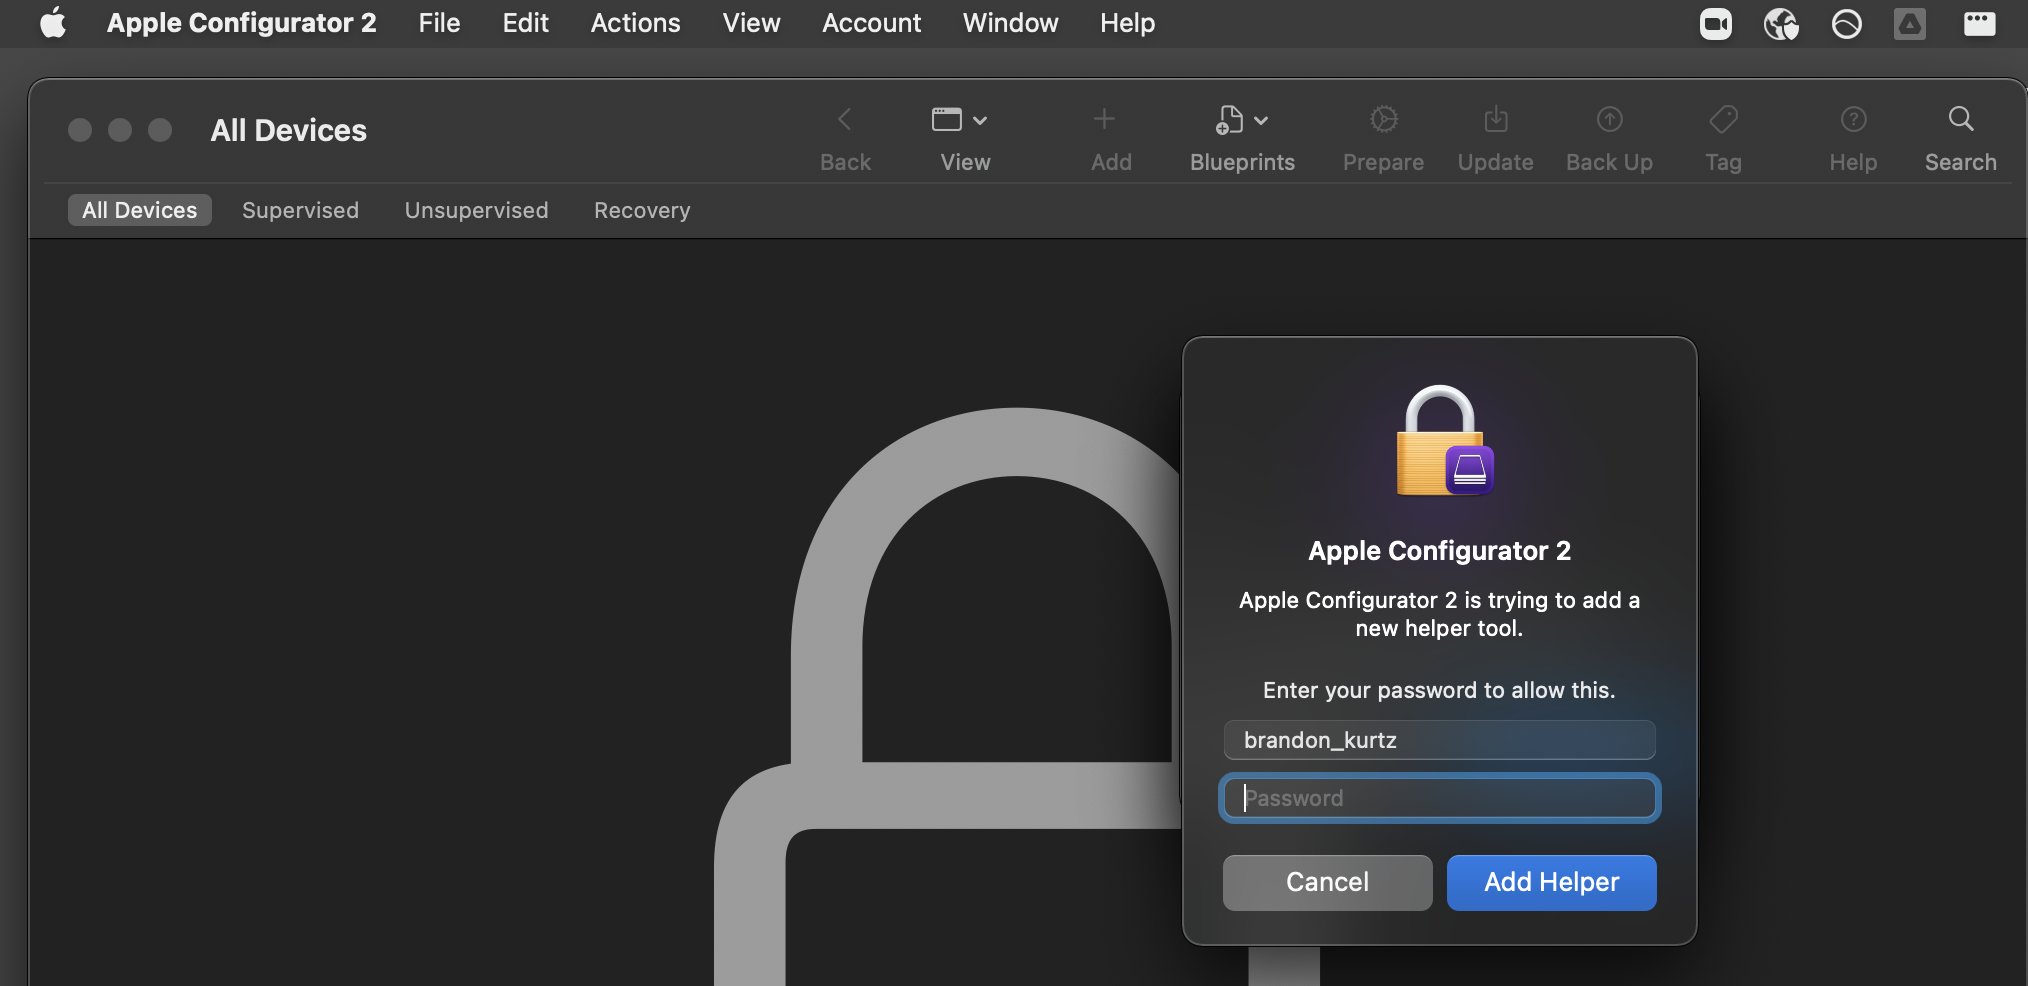 Apple Configurator 2 File Edit Actions View Account Window Help
All Devices
Back View Add Blueprints Prepare Update Back Up Tag Help Search
All Devices Supervised Unsupervised Recovery
Apple Configurator 2
Apple Configurator 2 is trying to add a
new helper tool.
Enter your password to allow this.
brandon_kurtz
Password
Cancel Add Helper